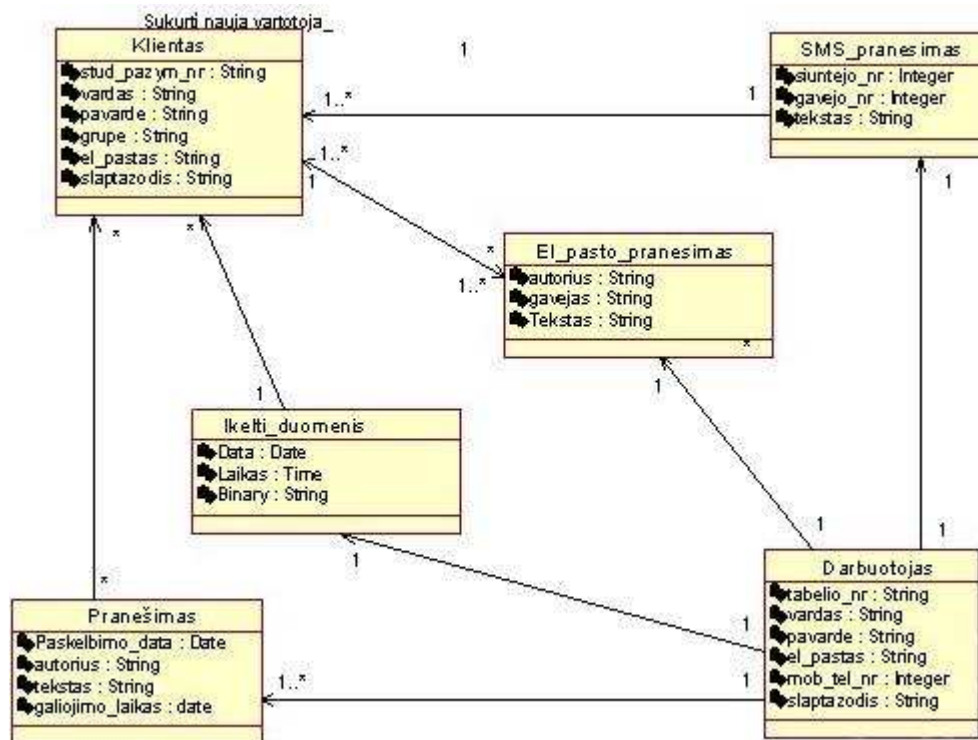 Sukurti nauja vartotoja_
Klientas
stud_pazym_nr : String
vardas : String
pavarde : String
grupe : String
el_pastas : String
slaptazodis : String
1
SMS_pranesimas
siuntejo_nr : Integer
gavejo_nr : Integer
tekstas : String
1..*
1
1..*
1
*
1..*
1
El_pasto_pranesimas
autorius : String
gavejas : String
Tekstas : String
*
1
*
*
1
Ikelti_duomenis
Data : Date
Laikas : Time
Binary : String
1
1
1
1
Darbuotojas
tabelio_nr : String
vardas : String
pavarde : String
el_pastas : String
mob_tel_nr : Integer
slaptazodis : String
*
Pranešimas
Paskelbimo_data : Date
autorius : String
tekstas : String
galiojimo_laikas : date
1..*
1